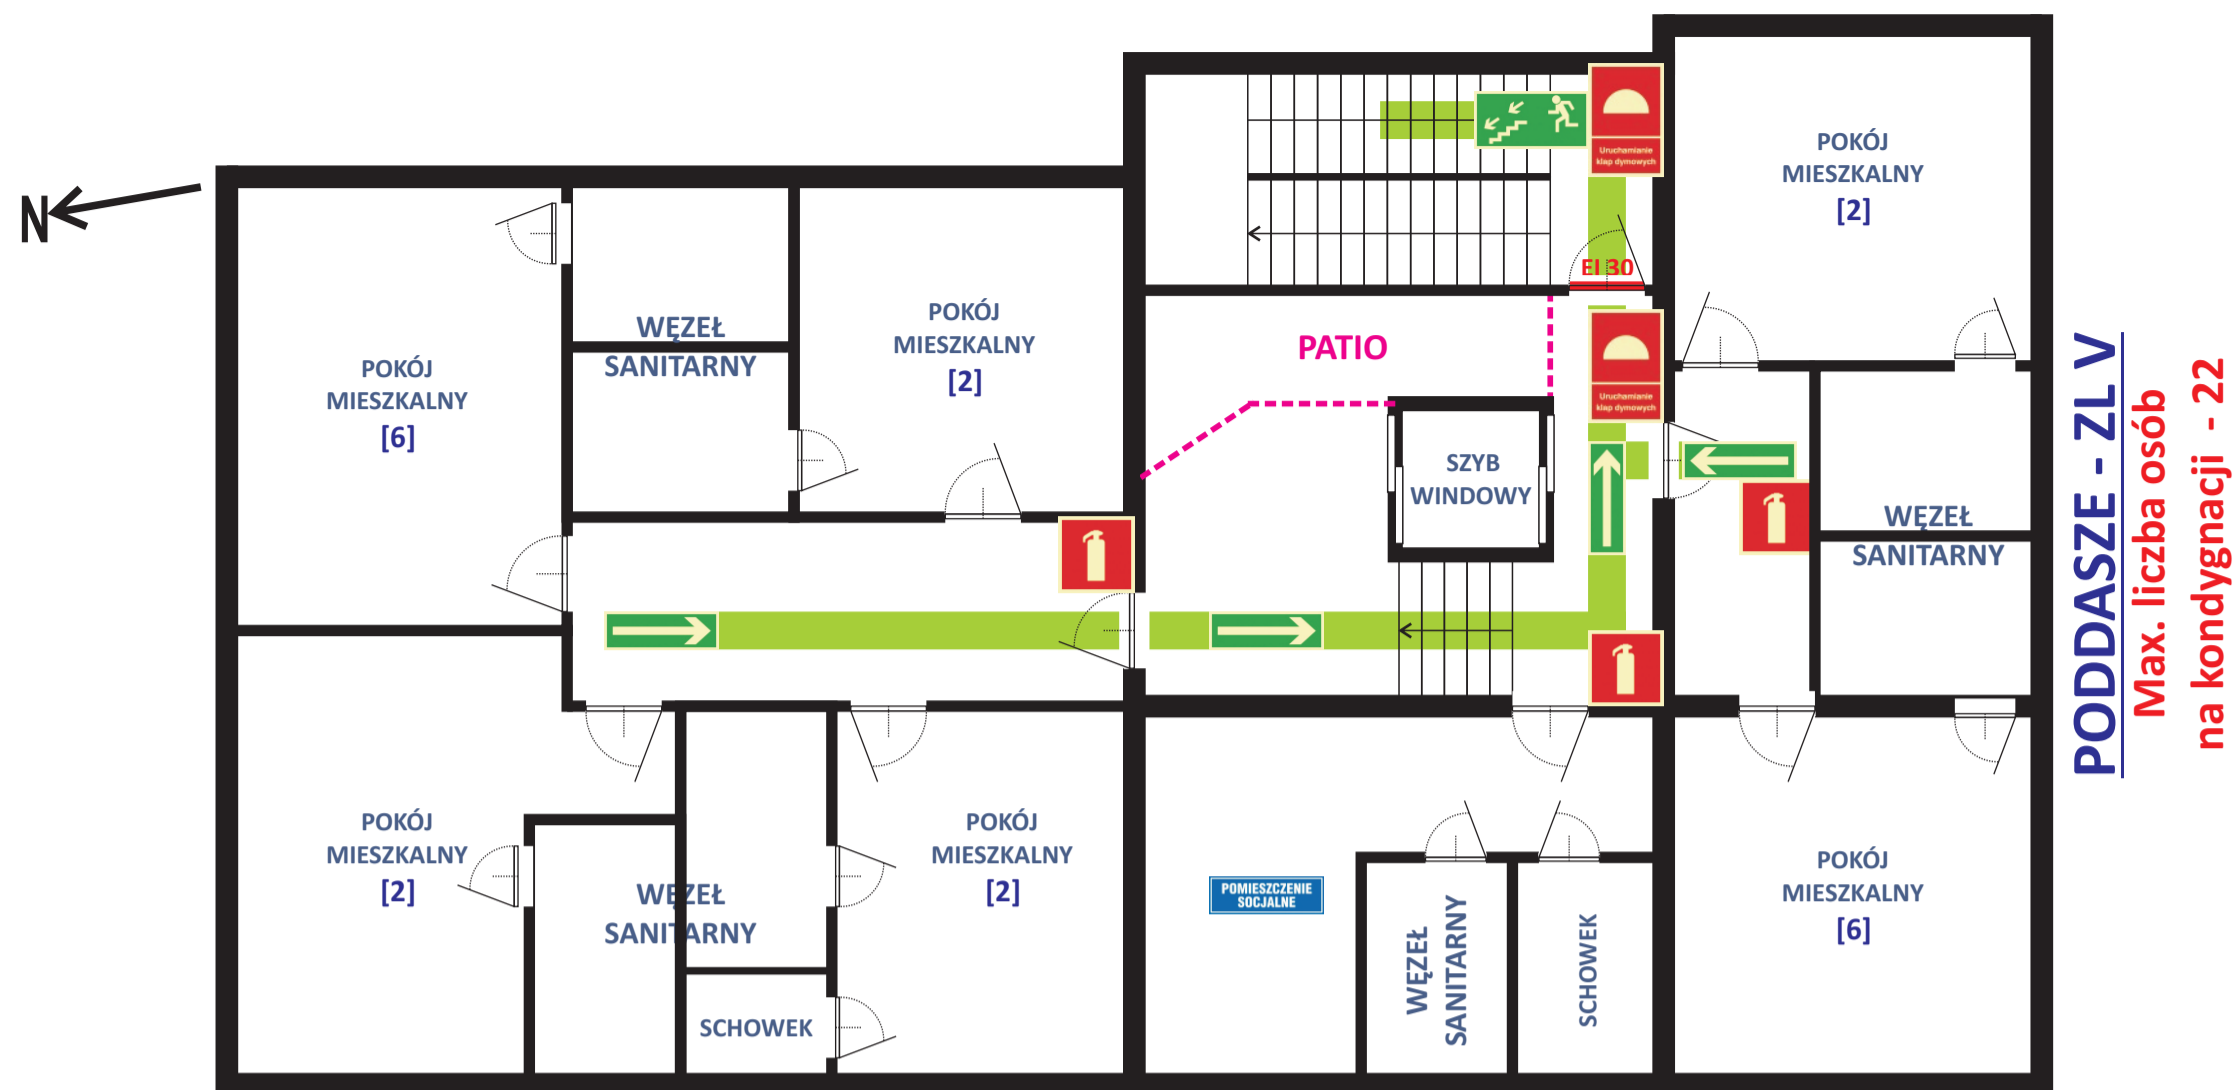 N
POKÓJ
MIESZKALNY
[6]
WĘZEŁ
SANITARNY
POKÓJ
MIESZKALNY
[2]
Uruchamianie
klap dymowych
EI 30
PATIO
Uruchamianie
klap dymowych
SZYB
WINDOWY
POKÓJ
MIESZKALNY
[2]
WĘZEŁ
SANITARNY
POKÓJ
MIESZKALNY
[2]
WĘZEŁ
SANITARNY
SCHOWEK
POKÓJ
MIESZKALNY
[2]
POMIESZCZENIE
SOCJALNE
WĘZEŁ
SANITARNY
SCHOWEK
POKÓJ
MIESZKALNY
[6]
PODDASZE - ZL V
Max. liczba osób
na kondygnacji - 22